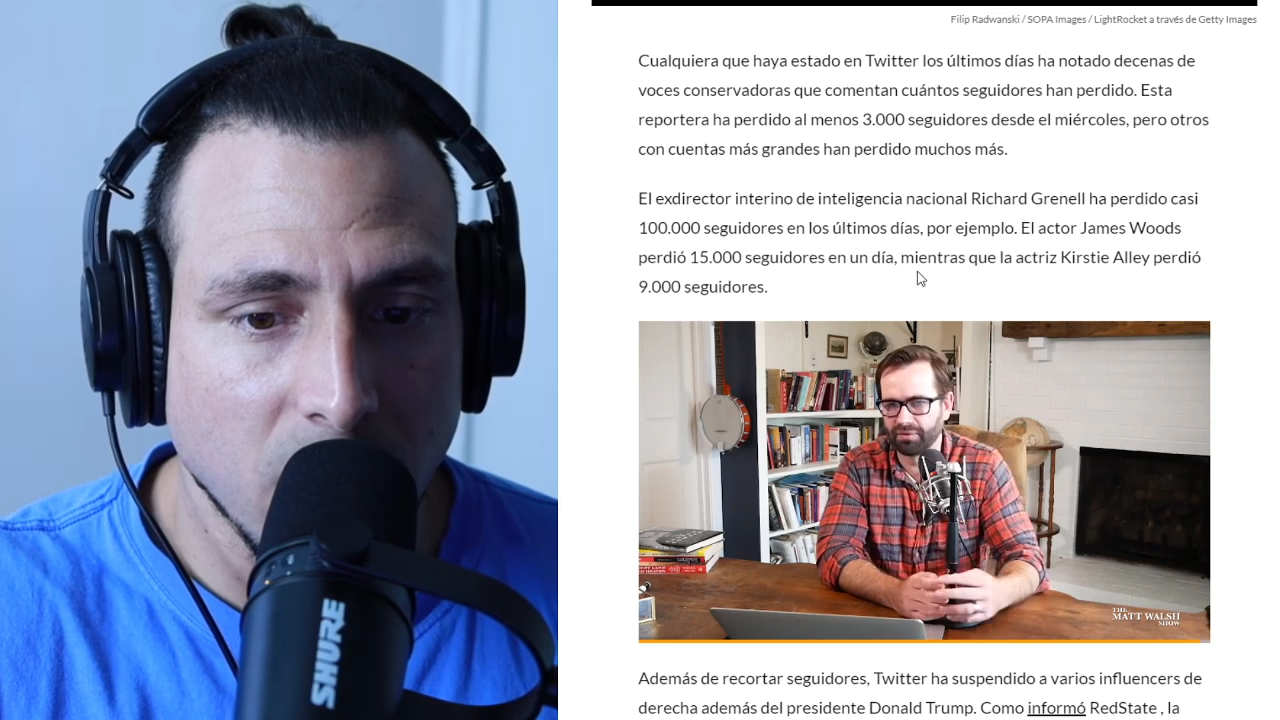 Filip Radwanski / SOPA Images / LightRocket a través de Getty Images
Cualquiera que haya estado en Twitter los últimos días ha notado decenas de
voces conservadoras que comentan cuántos seguidores han perdido. Esta
reportera ha perdido al menos 3.000 seguidores desde el miércoles, pero otros
con cuentas más grandes han perdido muchos más.
El exdirector interino de inteligencia nacional Richard Grenell ha perdido casi
100.000 seguidores en los últimos días, por ejemplo. El actor James Woods
perdió 15.000 seguidores en un día, mientras que la actriz Kirstie Alley perdió
9.000 seguidores.
THE
MATT WALSH
SHOW
Además de recortar seguidores, Twitter ha suspendido a varios influencers de
derecha además del presidente Donald Trump. Como informó RedState , la
SHURE